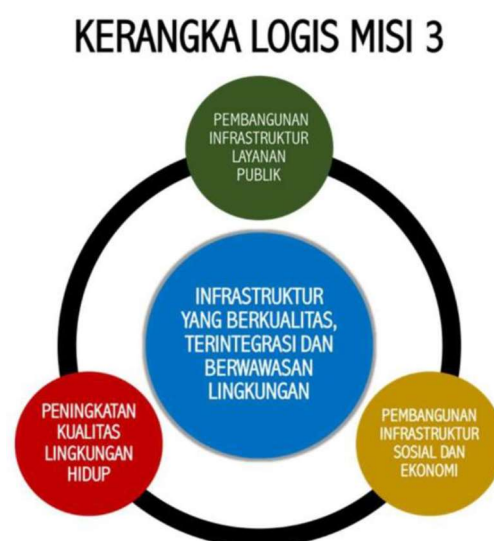 KERANGKA LOGIS MISI 3
PEMBANGUNAN
INFRASTRUKTUR
LAYANAN
PUBLIK
INFRASTRUKTUR
YANG BERKUALITAS,
TERINTEGRASI DAN
BERWAWASAN
LINGKUNGAN
PENINGKATAN
KUALITAS
LINGKUNGAN
HIDUP
PEMBANGUNAN
INFRASTRUKTUR
SOSIAL DAN
EKONOMI